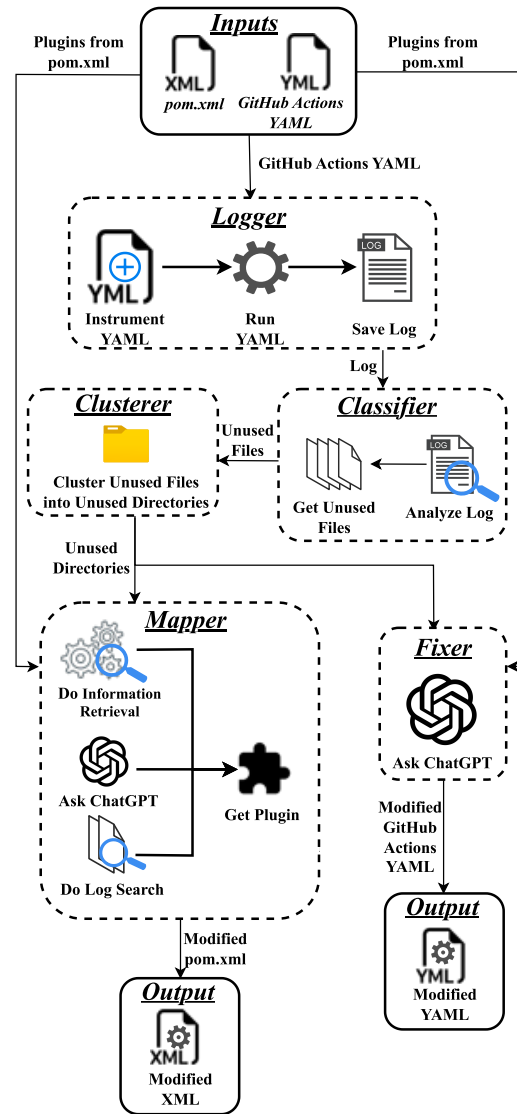 Inputs
Plugins from
pom.xml
Plugins from
pom.xml
XML
pom.xml
YML
GitHub Actions
YAML
GitHub Actions YAML
Logger
YML
LOG
Instrument
YAML
Run
YAML
Save Log
Log
Clusterer
Unused
Files
Classifier
LOG
Cluster Unused Files
into Unused Directories
Get Unused
Files
Analyze Log
Unused
Directories
Mapper
Do Information
Retrieval
Ask ChatGPT
Get Plugin
Do Log Search
Fixer
Ask ChatGPT
Modified
GitHub
Actions
YAML
Modified
pom.xml
Output
XML
Modified
XML
Output
YML
Modified
YAML